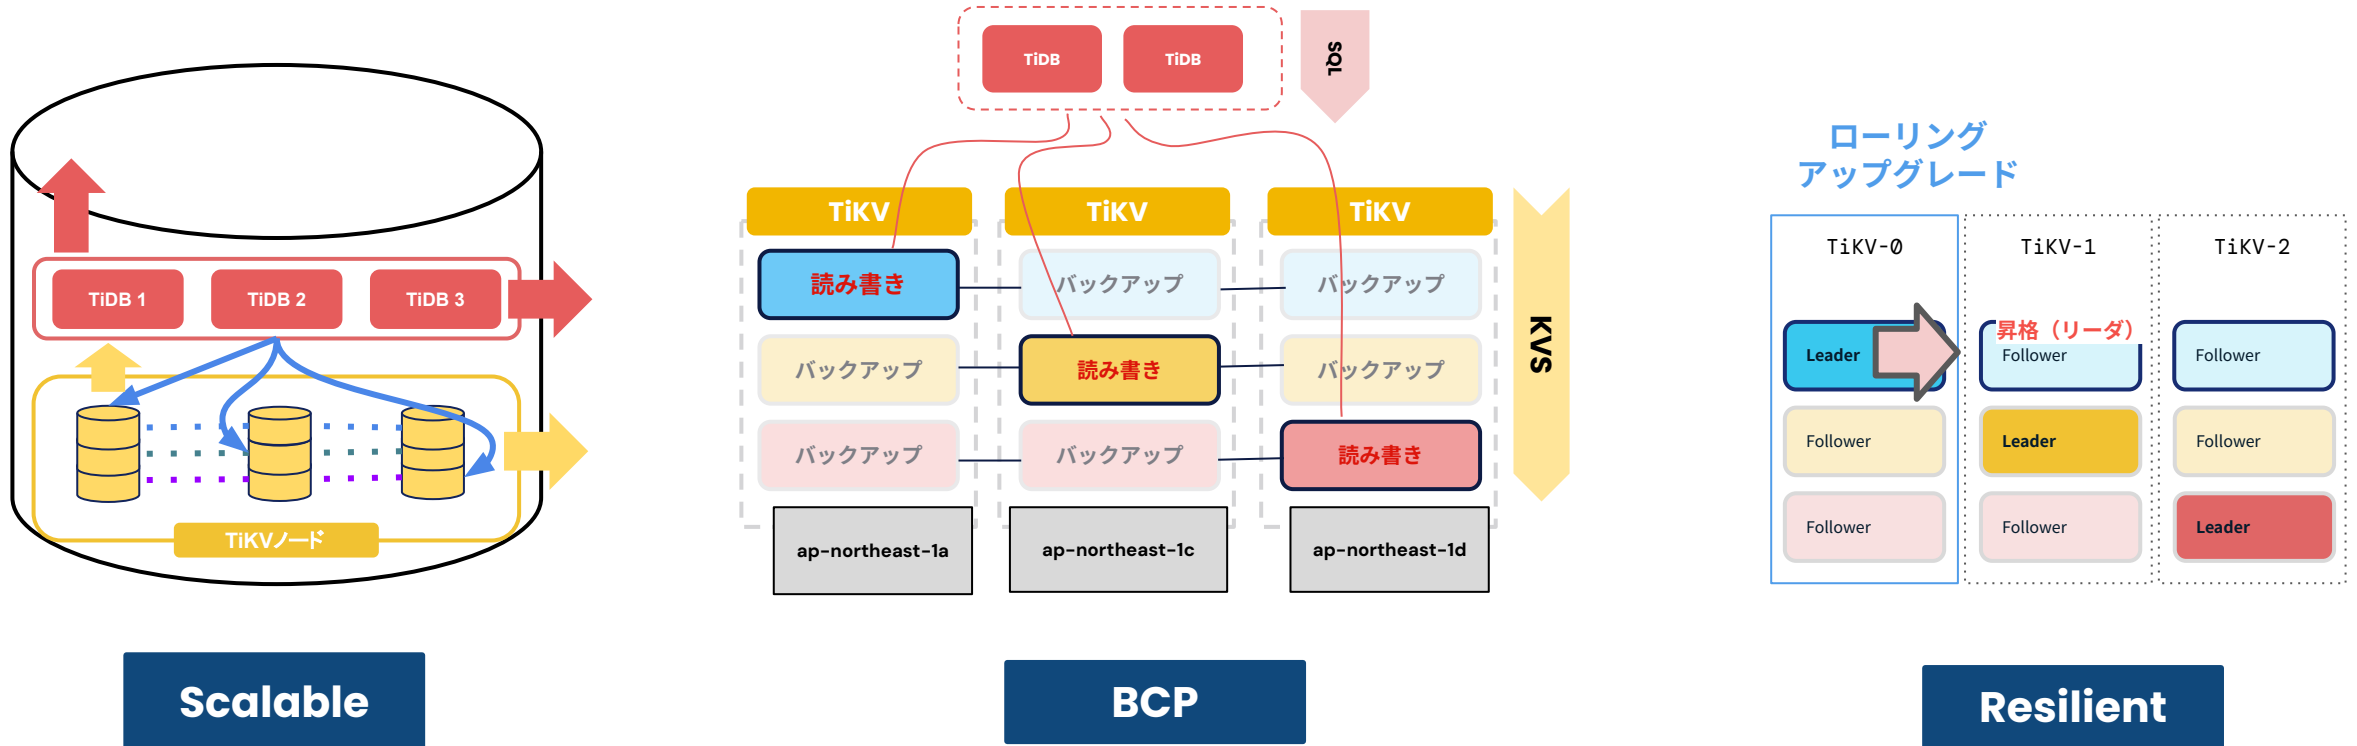 TiDB 1
TiDB 2
TiDB 3
TiKVノード
Scalable
TiDB
TiDB
SQL
TiKV
TiKV
TiKV
読み書き
バックアップ
バックアップ
バックアップ
読み書き
バックアップ
バックアップ
バックアップ
読み書き
KVS
ap-northeast-1a
ap-northeast-1c
ap-northeast-1d
BCP
ローリング
アップグレード
TiKV-0
TiKV-1
TiKV-2
昇格（リーダ）
Leader
Follower
Follower
Follower
Leader
Follower
Follower
Follower
Leader
Resilient